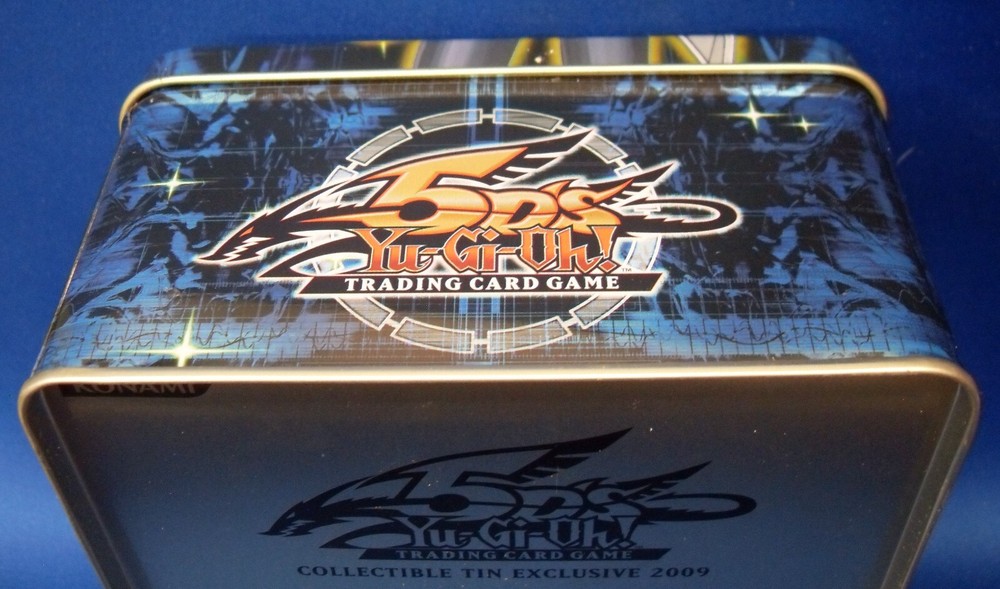 5D's
Yu-Gi-Oh!
TM
TRADING CARD GAME
KONAMI
5D's
Yu-Gi-Oh!
TRADING CARD GAME
COLLECTIBLE TIN EXCLUSIVE 2009